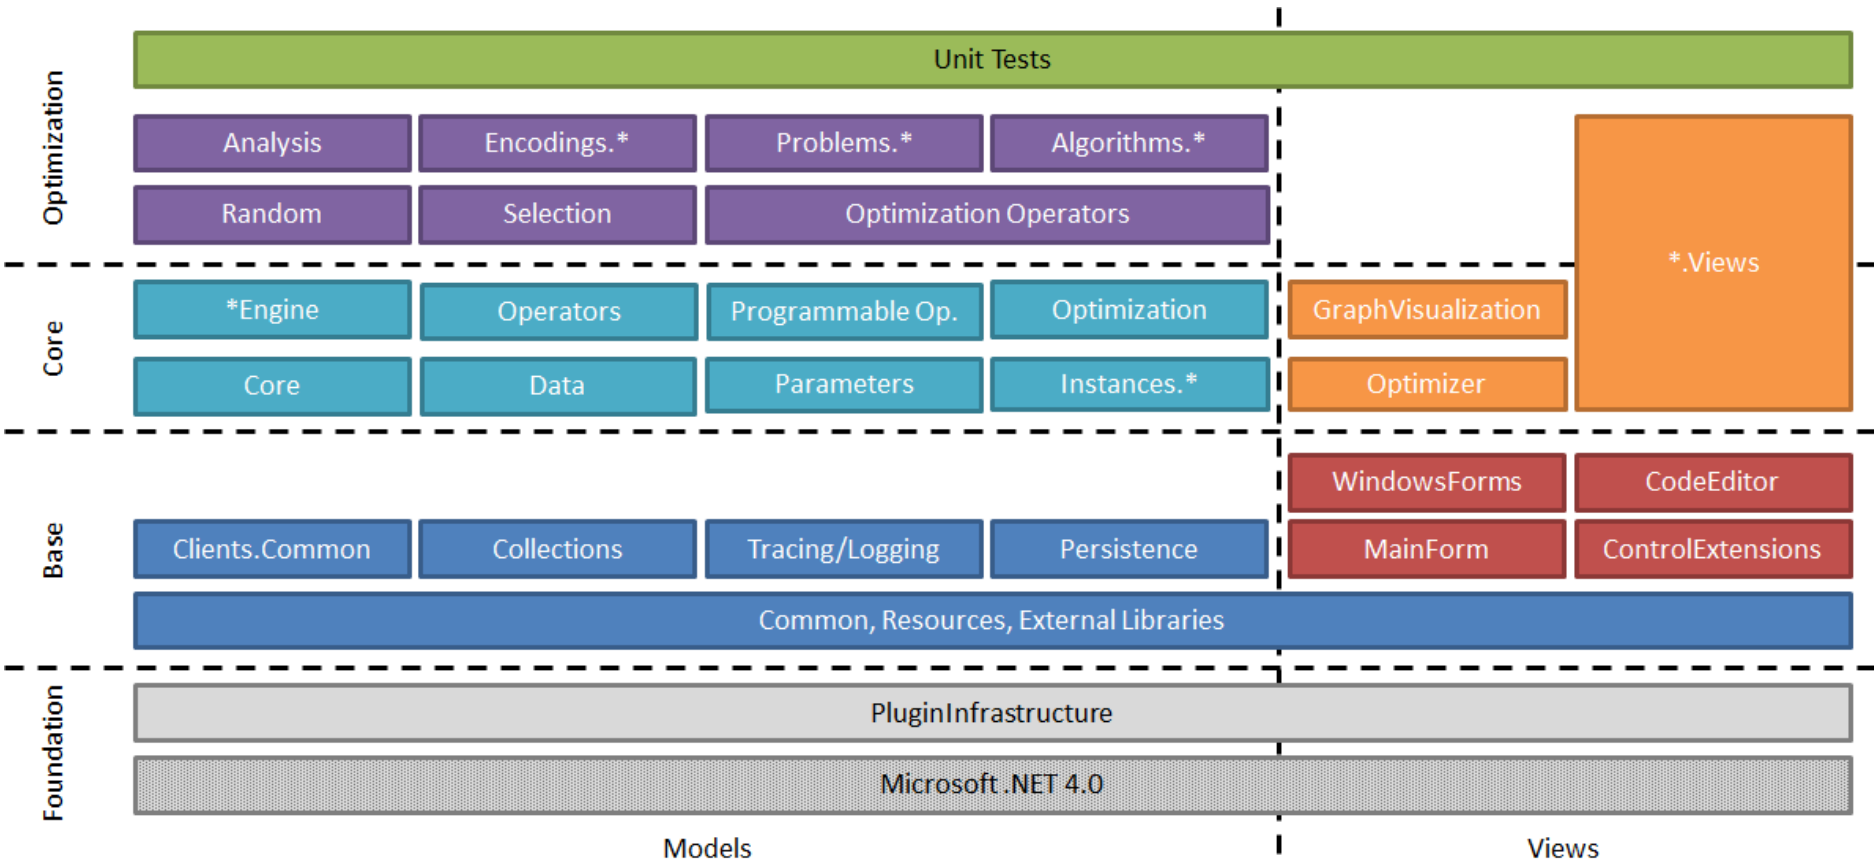 Optimization
Unit Tests
Analysis
Encodings.*
Problems.*
Algorithms.*
Random
Selection
Optimization Operators
*.Views
Core
*Engine
Operators
Programmable Op.
Optimization
GraphVisualization
Core
Data
Parameters
Instances.*
Optimizer
Base
WindowsForms
CodeEditor
Clients.Common
Collections
Tracing/Logging
Persistence
MainForm
ControlExtensions
Common, Resources, External Libraries
Foundation
PluginInfrastructure
Microsoft .NET 4.0
Models
Views